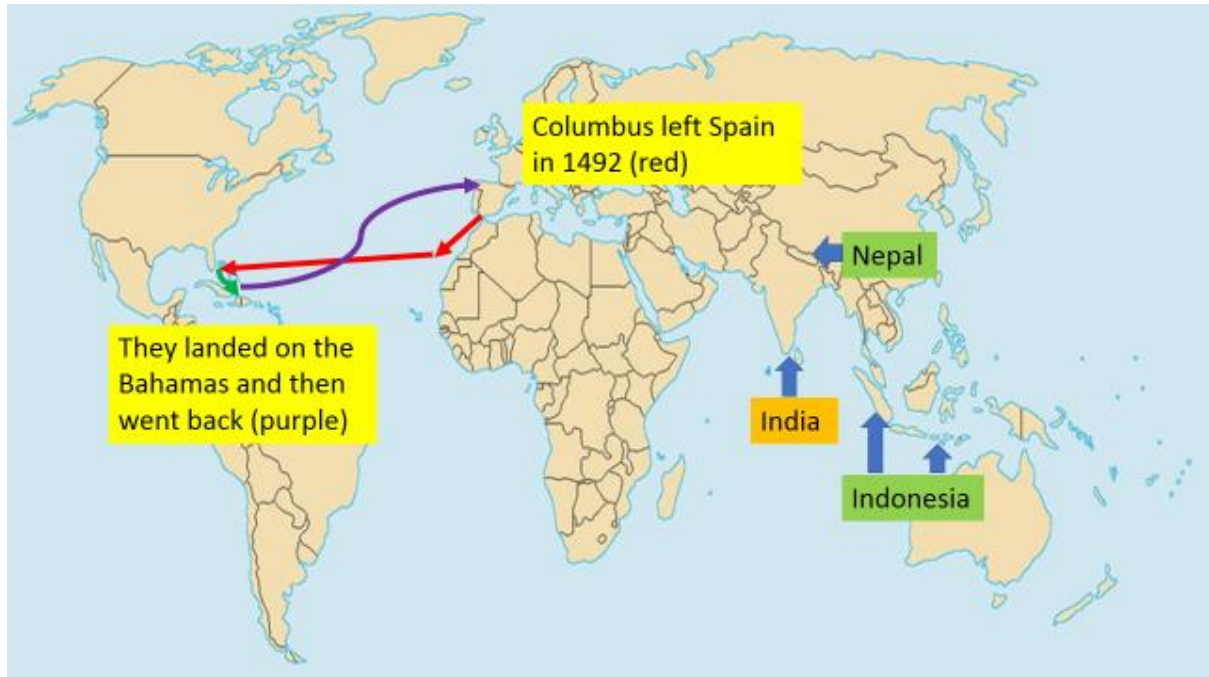 Columbus left Spain
in 1492 (red)
Nepal
They landed on the
Bahamas and then
went back (purple)
India
Indonesia